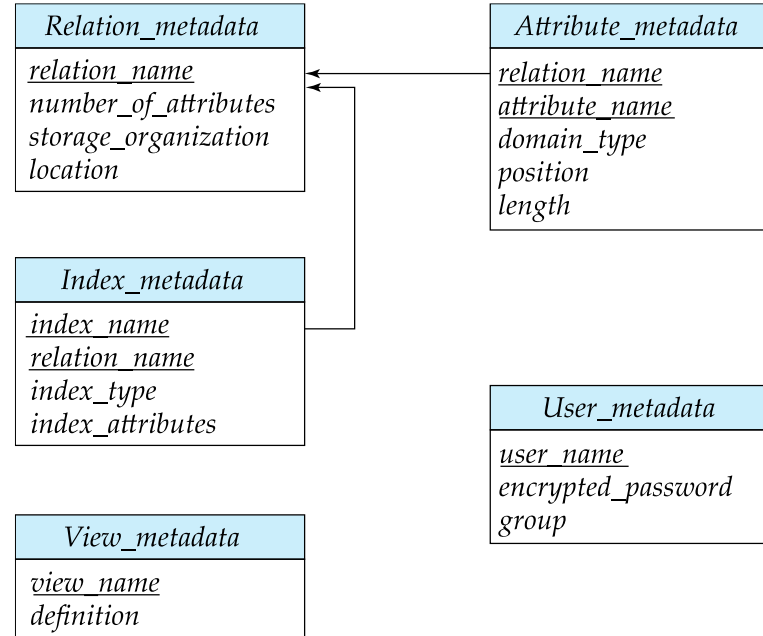 Relation_metadata
relation_name
number_of_attributes
storage_organization
location
Attribute_metadata
relation_name
attribute_name
domain_type
position
length
Index_metadata
index_name
relation_name
index_type
index_attributes
User_metadata
user_name
encrypted_password
group
View_metadata
view_name
definition